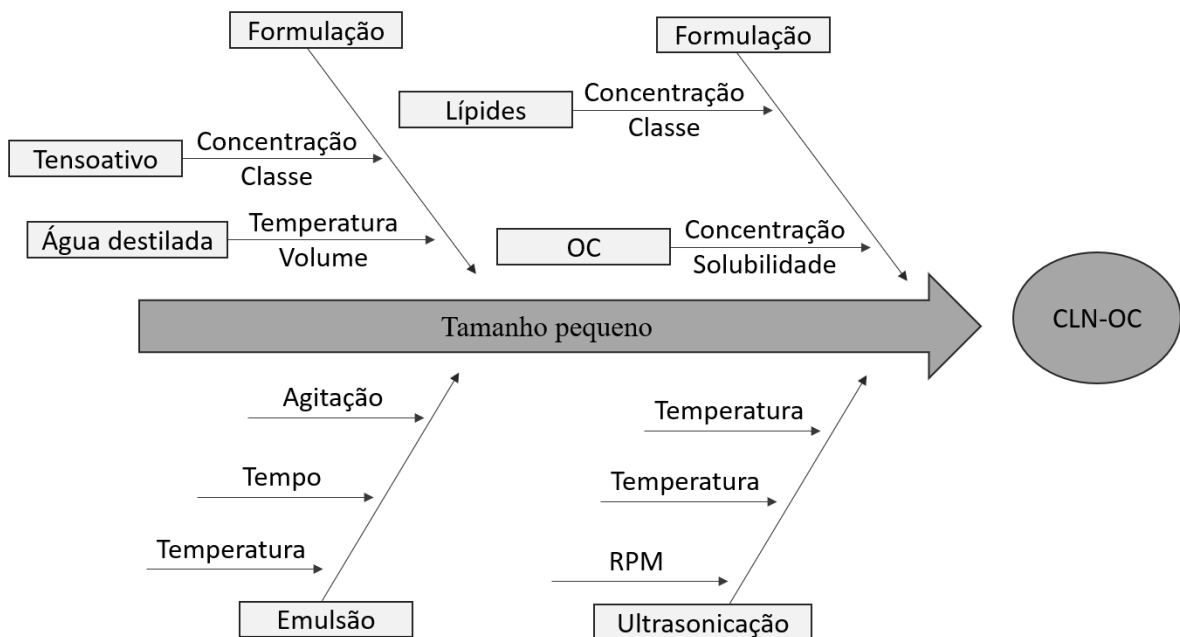 Formulação
Formulação
Lípides
Concentração
Classe
Tensoativo
Concentração
Classe
Água destilada
Temperatura
Volume
OC
Concentração
Solubilidade
Tamanho pequeno
CLN-OC
Agitação
Temperatura
Tempo
Temperatura
Temperatura
RPM
Emulsão
Ultrasonicação